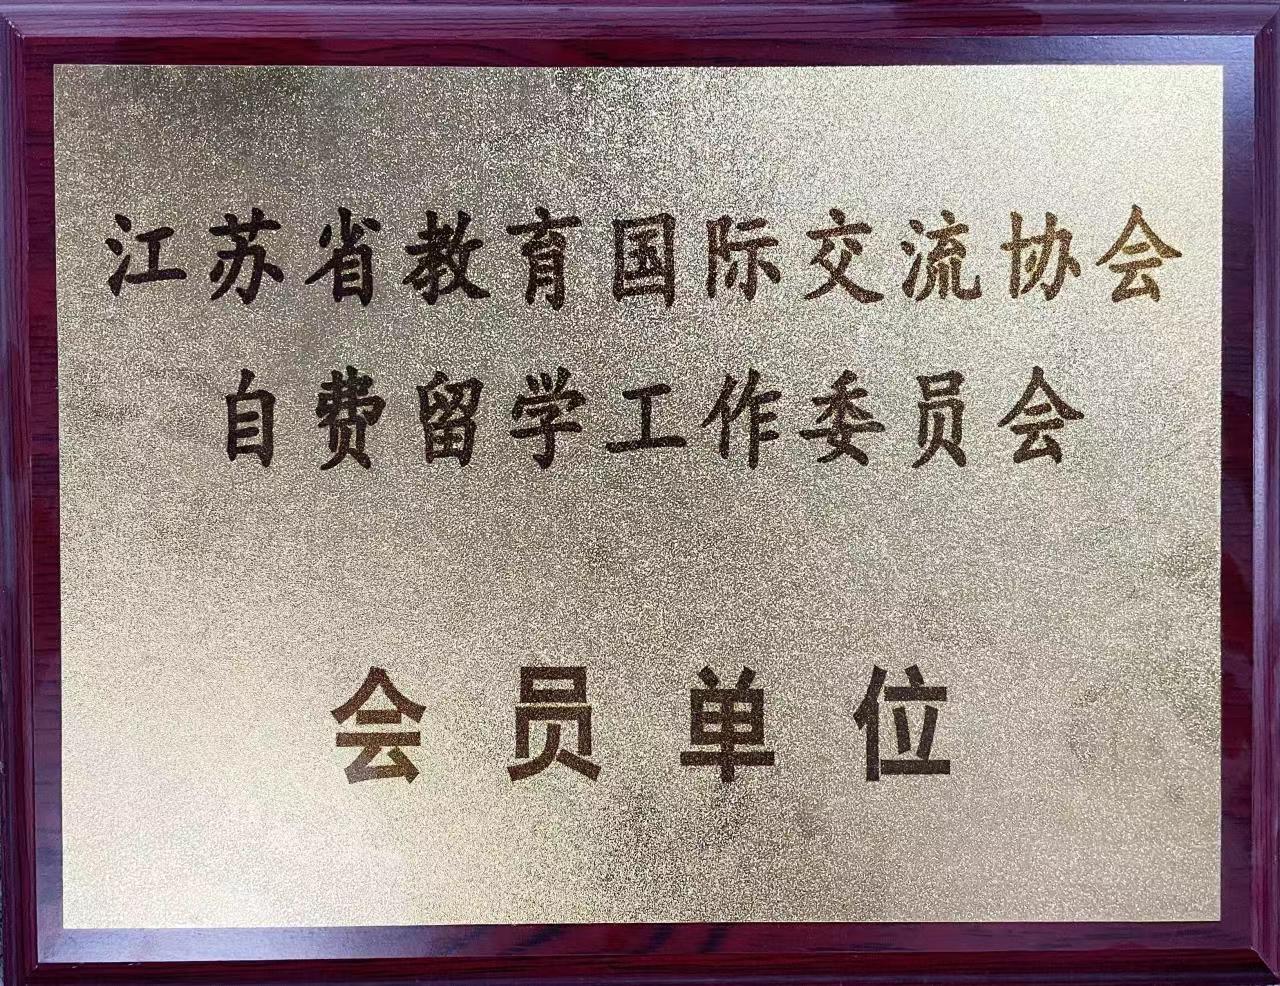 江苏省教育国际交流协会
自费留学工作委员会
会员单位